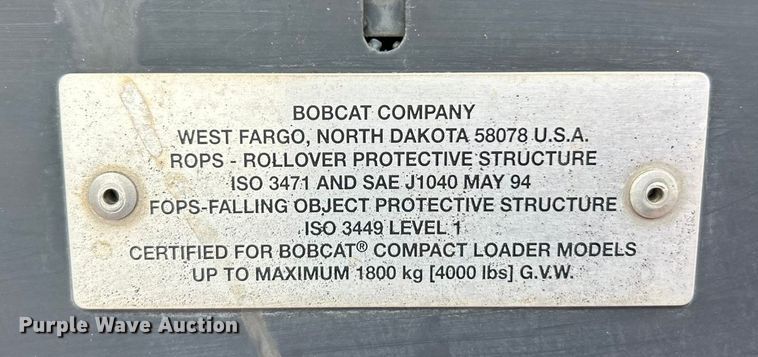 BOBCAT COMPANY
WEST FARGO, NORTH DAKOTA 58078 U.S.A.
ROPS - ROLLOVER PROTECTIVE STRUCTURE
ISO 3471 AND SAE J1040 MAY 94
FOPS-FALLING OBJECT PROTECTIVE STRUCTURE
ISO 3449 LEVEL 1
CERTIFIED FOR BOBCAT® COMPACT LOADER MODELS
UP TO MAXIMUM 1800 kg [4000 lbs] G.V.W.
Purple Wave Auction